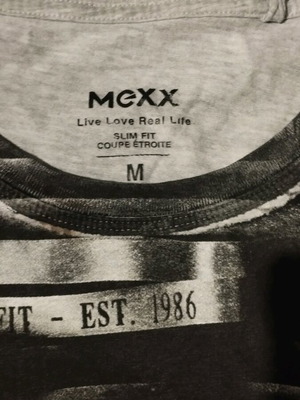 mexx
Live Love Real Life
SLIM FIT
COUPE ÉTROITE
M
FIT - EST. 1986